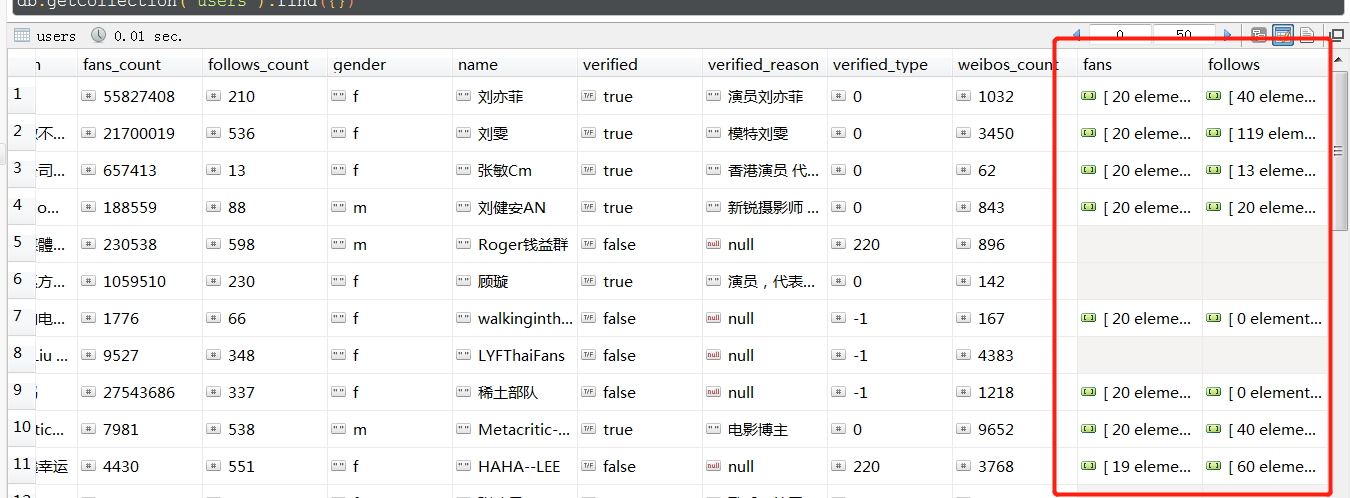 db.getCollection('users').find({})
users 0.01 sec. 0 50
fans_count follows_count gender name verified verified_reason verified_type weibos_count fans follows
1 # 55827408 # 210 "" f "" 刘亦菲 T/F true "" 演员刘亦菲 # 0 # 1032 [ 20 eleme... [ 40 eleme...
2 不... # 21700019 # 536 "" f "" 刘雯 T/F true "" 模特刘雯 # 0 # 3450 [ 20 eleme... [ 119 elem...
3 司... # 657413 # 13 "" f "" 张敏Cm T/F true "" 香港演员 代... # 0 # 62 [ 20 eleme... [ 13 eleme...
4 o... # 188559 # 88 "" m "" 刘健安AN T/F true "" 新锐摄影师 ... # 0 # 843 [ 20 eleme... [ 20 eleme...
5 體... # 230538 # 598 "" m "" Roger钱益群 T/F false null null # 220 # 896
6 方... # 1059510 # 230 "" f "" 顾璇 T/F true "" 演员，代表... # 0 # 142
7 电... # 1776 # 66 "" f "" walkinginth... T/F false null null # -1 # 167 [ 20 eleme... [ 0 element...
8 Liu ... # 9527 # 348 "" f "" LYFThaiFans T/F false null null # -1 # 4383
9 # 27543686 # 337 "" f "" 稀土部队 T/F false null null # -1 # 1218 [ 20 eleme... [ 0 element...
10 tic... # 7981 # 538 "" m "" Metacritic-... T/F true "" 电影博主 # 0 # 9652 [ 20 eleme... [ 40 eleme...
11 幸运 # 4430 # 551 "" f "" HAHA--LEE T/F false null null # 220 # 3768 [ 19 eleme... [ 60 eleme...